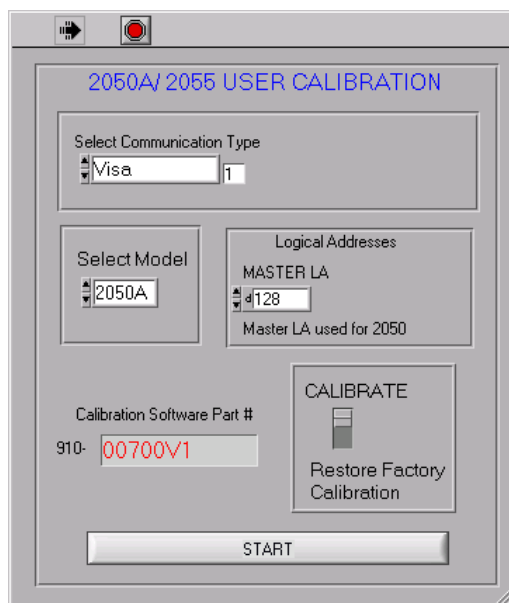 2050A/ 2055 USER CALIBRATION
Select Communication Type
Visa 1
Select Model
2050A
Logical Addresses
MASTER LA
d 128
Master LA used for 2050
Calibration Software Part #
910- 00700V1
CALIBRATE
Restore Factory
Calibration
START